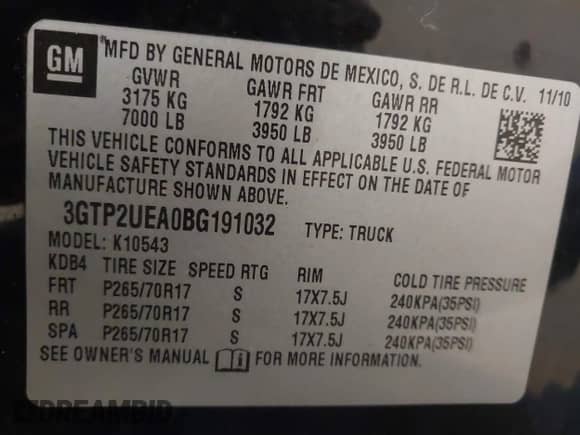 GM
MFD BY GENERAL MOTORS DE MEXICO, S. DE R.L. DE C.V. 11/10
GVWR GAWR FRT GAWR RR
3175 KG 1792 KG 1792 KG
7000 LB 3950 LB 3950 LB
THIS VEHICLE CONFORMS TO ALL APPLICABLE U.S. FEDERAL MOTOR
VEHICLE SAFETY STANDARDS IN EFFECT ON THE DATE OF
MANUFACTURE SHOWN ABOVE.
3GTP2UEA0BG191032 TYPE: TRUCK
MODEL: K10543
KDB4 TIRE SIZE SPEED RTG RIM COLD TIRE PRESSURE
FRT P265/70R17 S 17X7.5J 240KPA(35PSI)
RR P265/70R17 S 17X7.5J 240KPA(35PSI)
SPA P265/70R17 S 17X7.5J 240KPA(35PSI)
SEE OWNER'S MANUAL FOR MORE INFORMATION.
DREAMBID